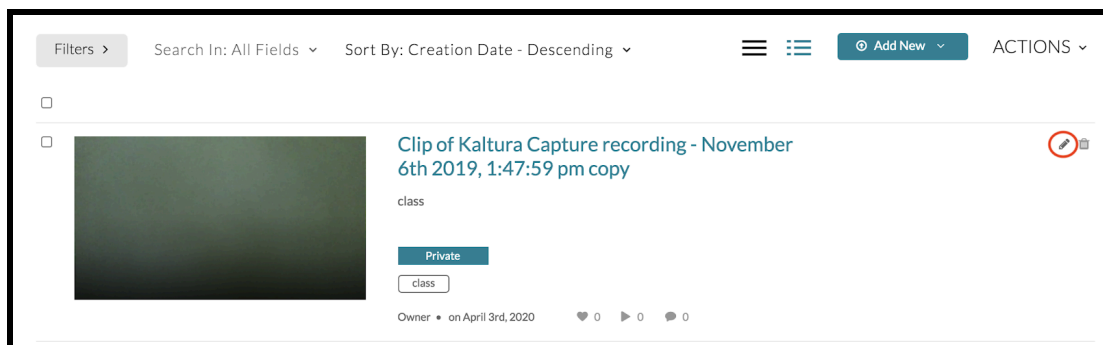 Filters >
Search In: All Fields
Sort By: Creation Date - Descending
Add New
ACTIONS
Clip of Kaltura Capture recording - November
6th 2019, 1:47:59 pm copy
class
Private
class
Owner • on April 3rd, 2020 0 0 0